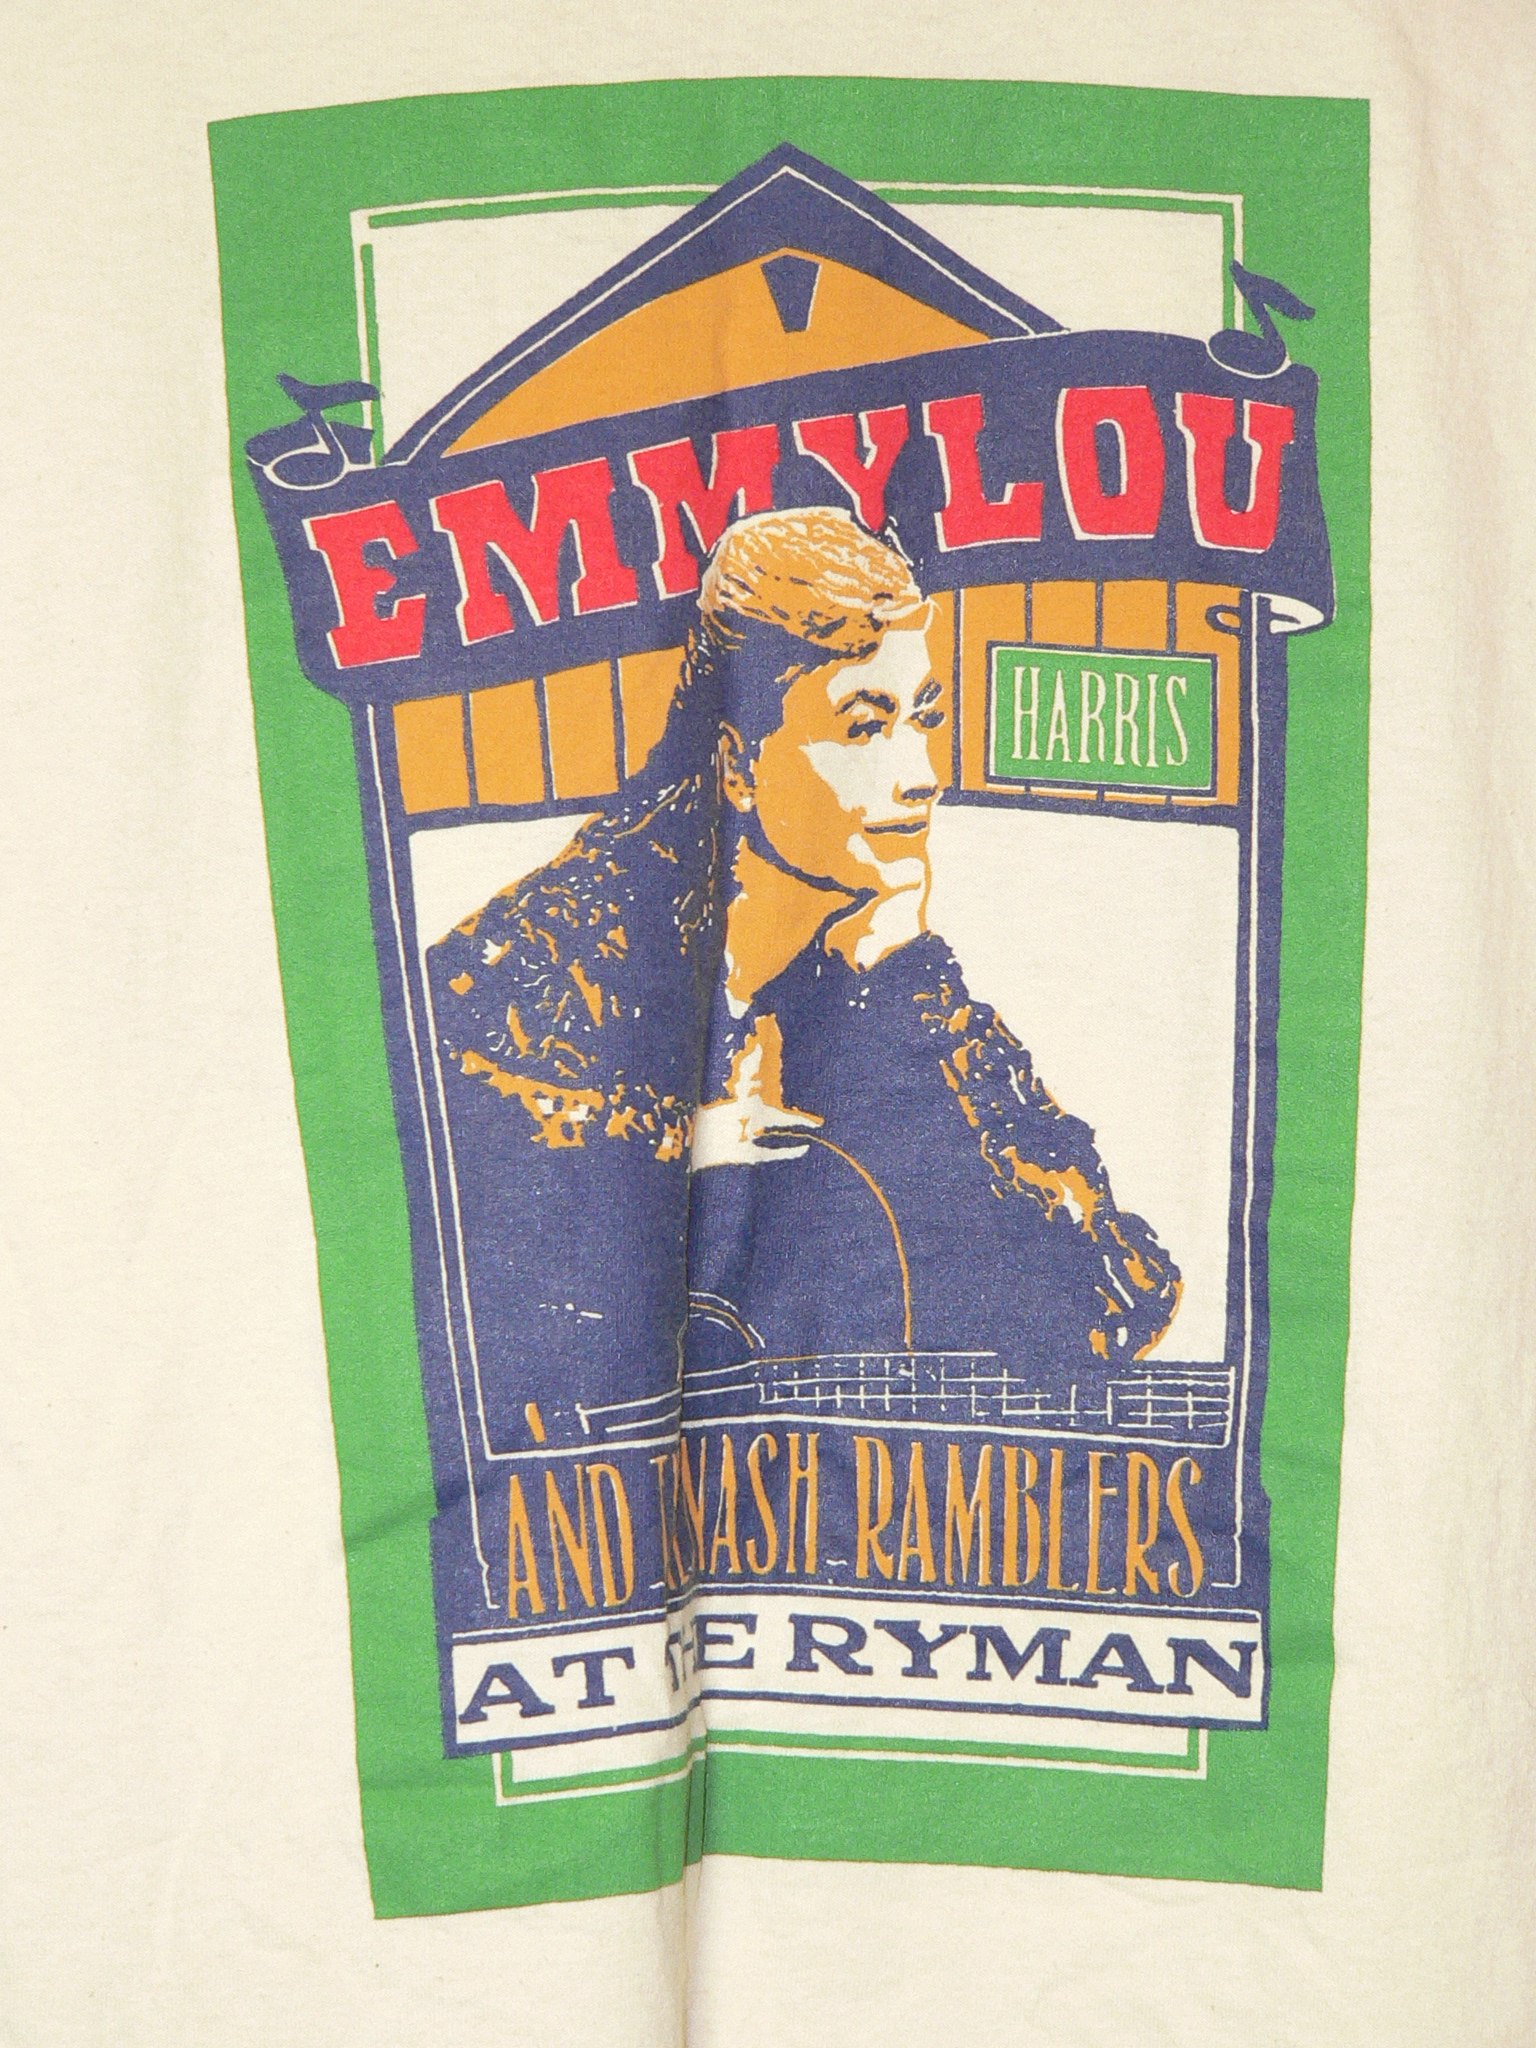 EMMYLOU
HARRIS
AND NASH RAMBLERS
AT THE RYMAN